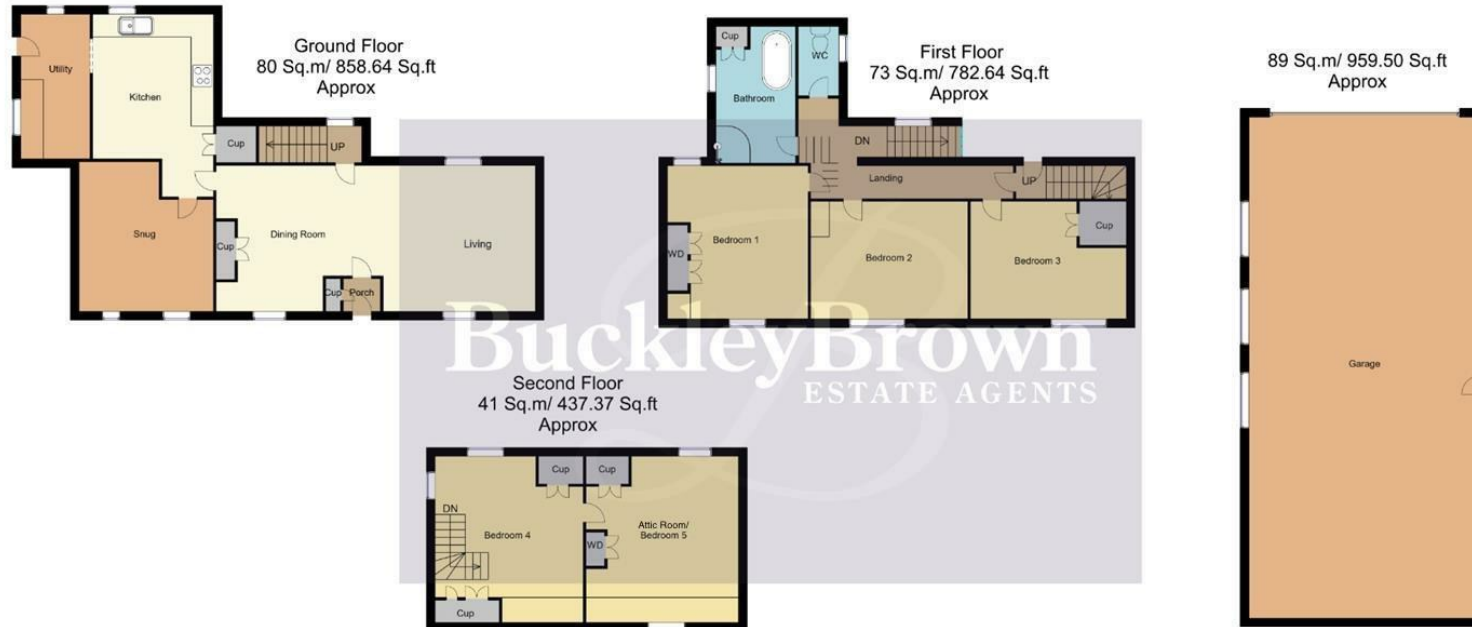 Ground Floor
80 Sq.m/ 858.64 Sq.ft
Approx
Utility
Kitchen
Cup
UP
Snug
Cup
Dining Room
Living
Cup
Porch
First Floor
73 Sq.m/ 782.64 Sq.ft
Approx
Cup
WC
Bathroom
DN
Landing
UP
WD
Bedroom 1
Bedroom 2
Bedroom 3
Cup
89 Sq.m/ 959.50 Sq.ft
Approx
Garage
BuckleyBrown
ESTATE AGENTS
Second Floor
41 Sq.m/ 437.37 Sq.ft
Approx
Cup
Cup
DN
Bedroom 4
Attic Room/
Bedroom 5
WD
Cup